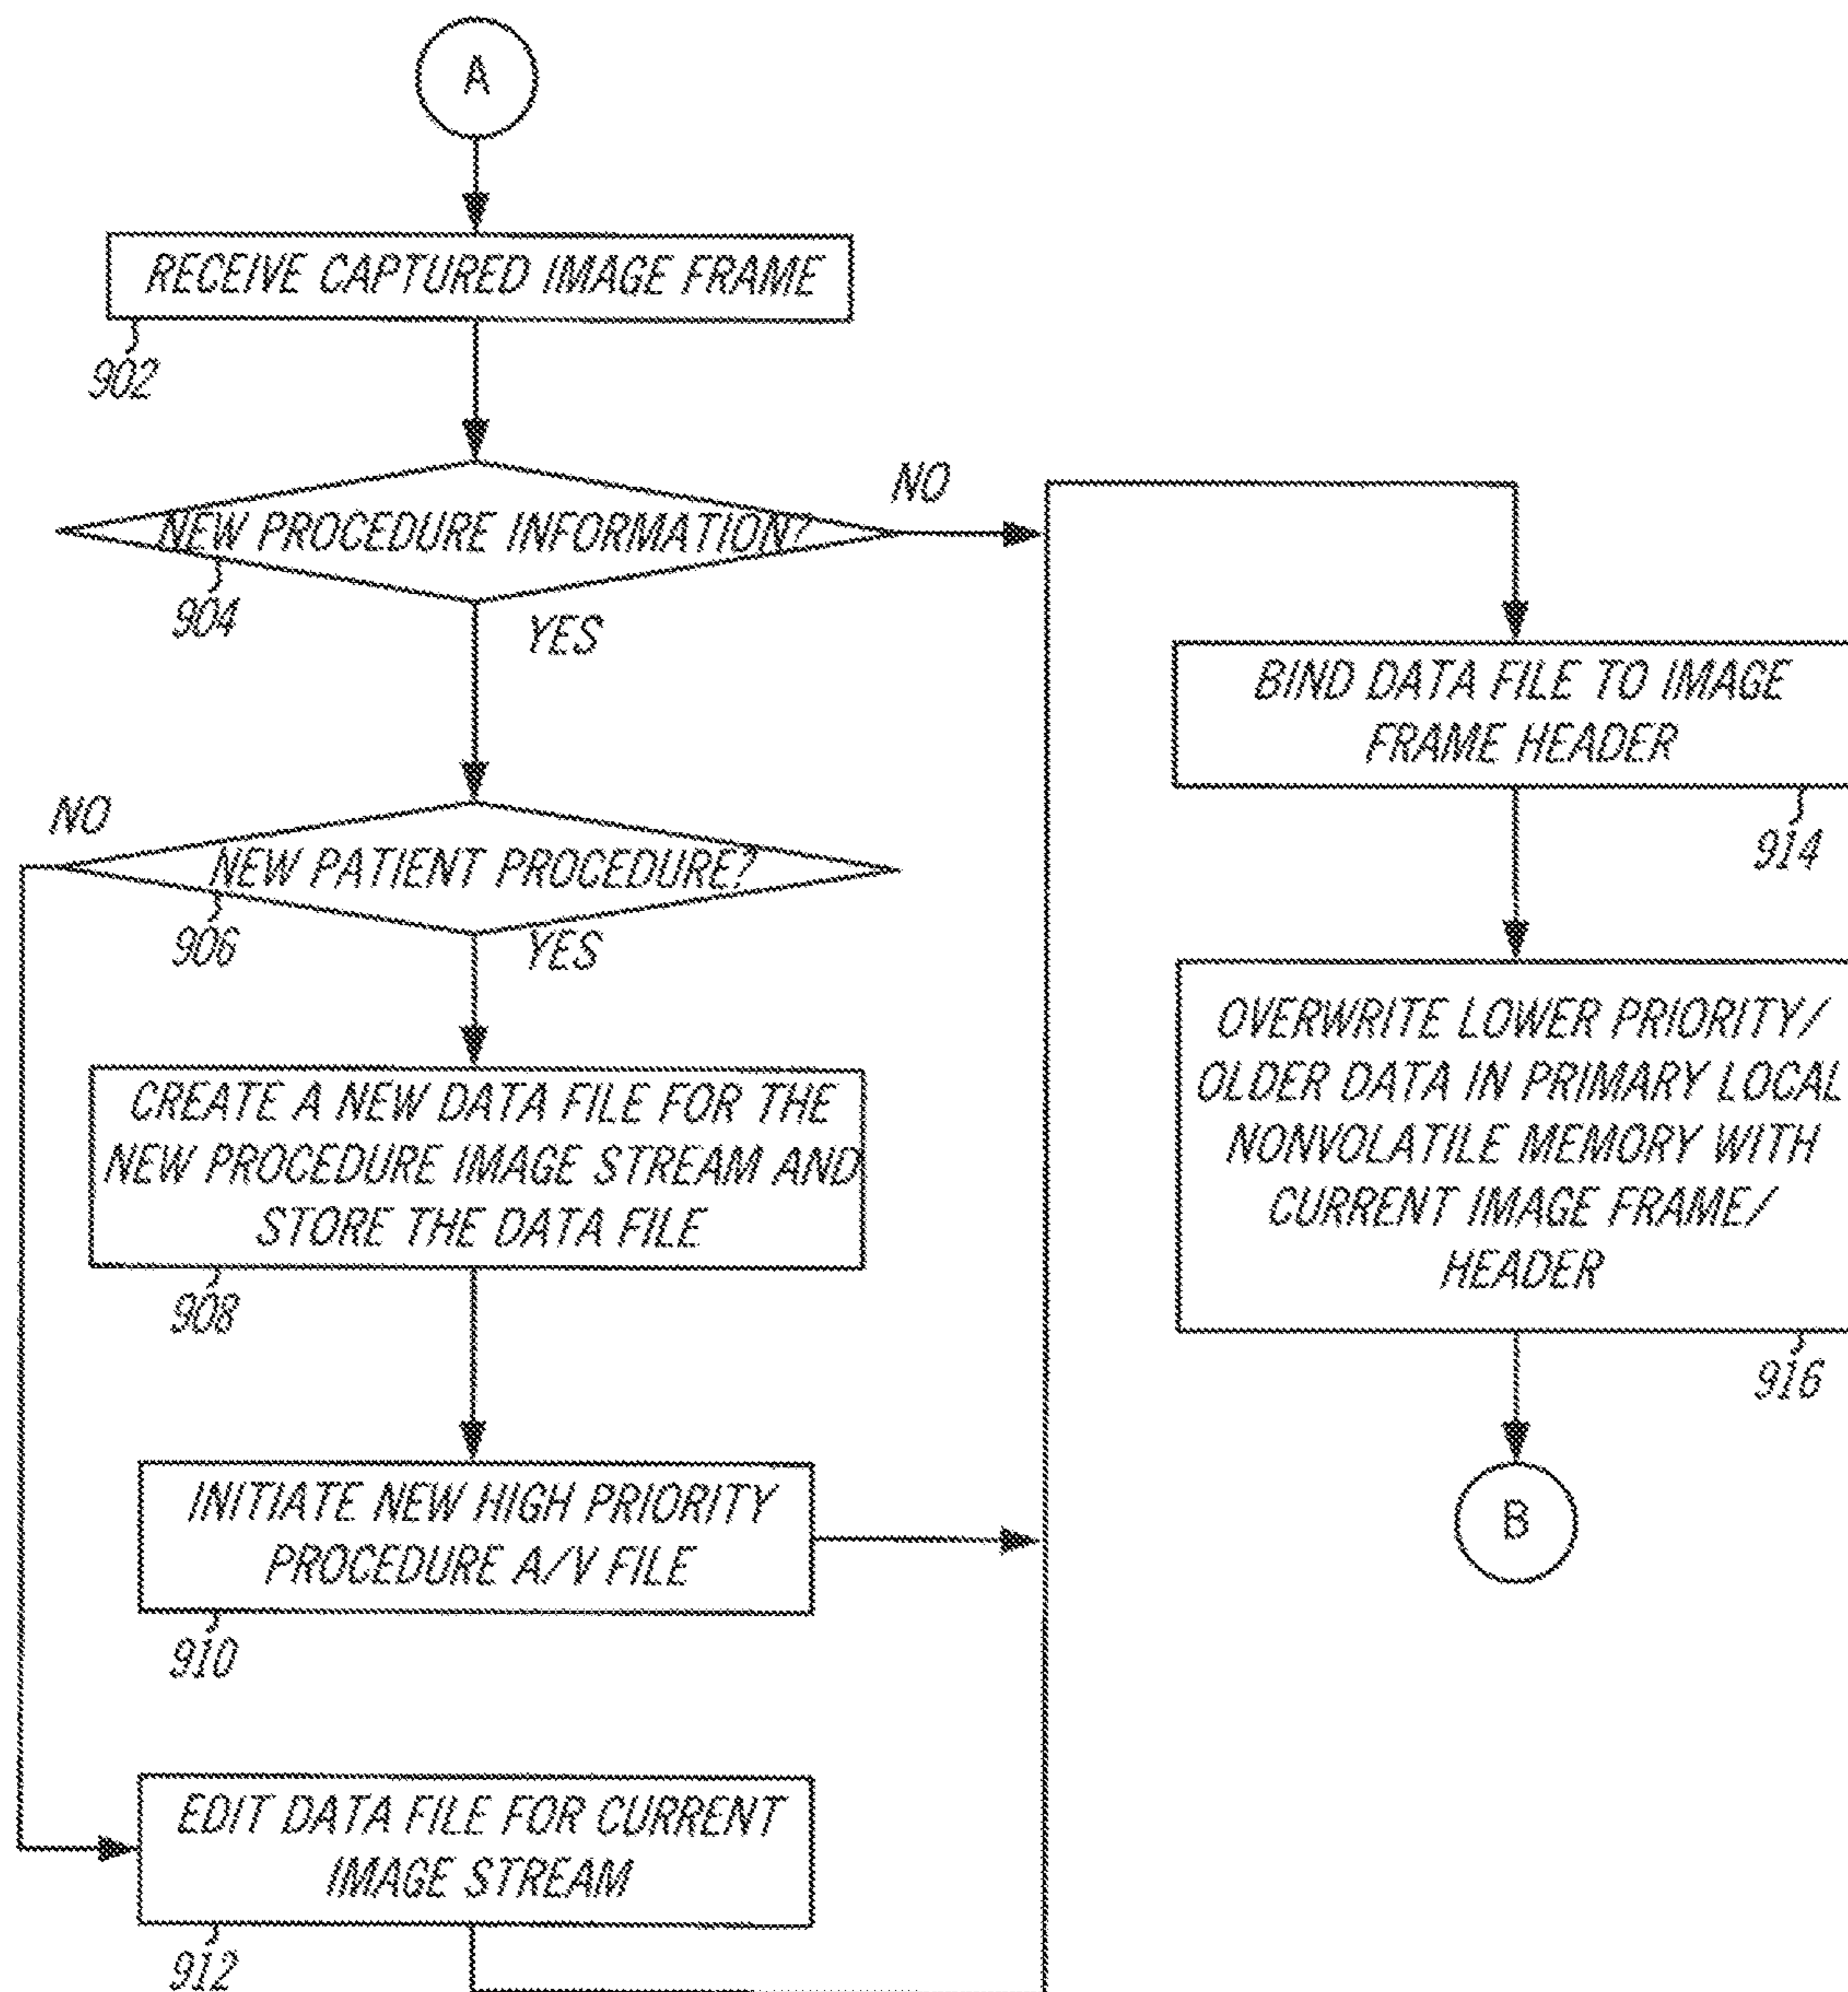 A
RECEIVE CAPTURED IMAGE FRAME
902
NEW PROCEDURE INFORMATION?
NO
904
YES
NEW PATIENT PROCEDURE?
NO
906
YES
CREATE A NEW DATA FILE FOR THE
NEW PROCEDURE IMAGE STREAM AND
STORE THE DATA FILE
908
INITIATE NEW HIGH PRIORITY
PROCEDURE A/V FILE
910
EDIT DATA FILE FOR CURRENT
IMAGE STREAM
912
BIND DATA FILE TO IMAGE
FRAME HEADER
914
OVERWRITE LOWER PRIORITY/
OLDER DATA IN PRIMARY LOCAL
NONVOLATILE MEMORY WITH
CURRENT IMAGE FRAME/
HEADER
916
B